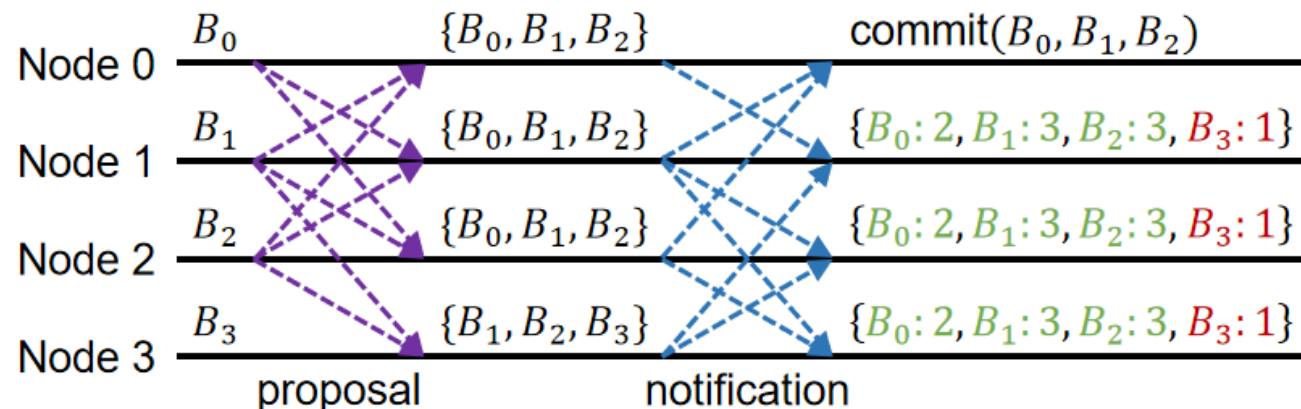 Node 0 B₀ {B₀, B₁, B₂} commit(B₀, B₁, B₂)
Node 1 B₁ {B₀, B₁, B₂} {B₀: 2, B₁: 3, B₂: 3, B₃: 1}
Node 2 B₂ {B₀, B₁, B₂} {B₀: 2, B₁: 3, B₂: 3, B₃: 1}
Node 3 B₃ {B₁, B₂, B₃} {B₀: 2, B₁: 3, B₂: 3, B₃: 1}
proposal notification